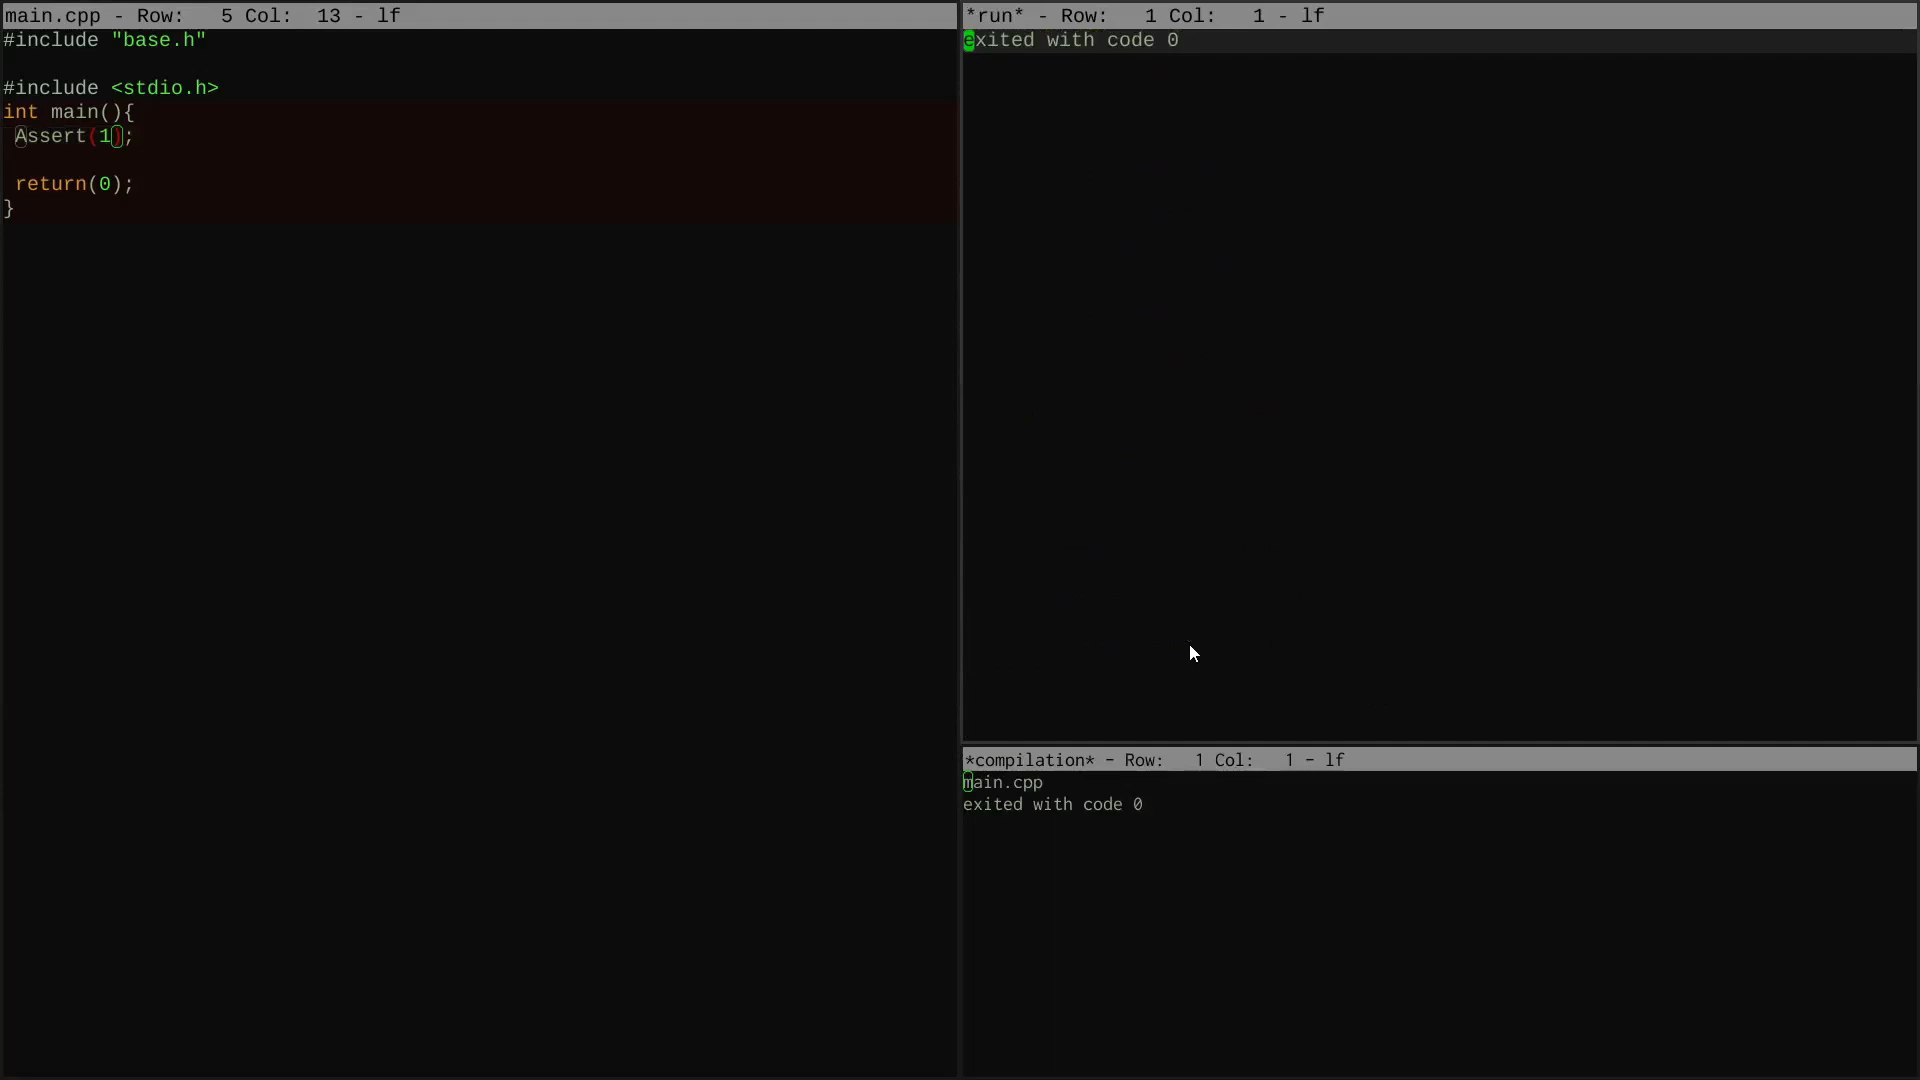 main.cpp - Row:   5 Col:  13 - lf
#include "base.h"
#include <stdio.h>
int main(){
 Assert(1);
 return(0);
}
*run* - Row:   1 Col:   1 - lf
exited with code 0
*compilation* - Row:   1 Col:   1 - lf
main.cpp
exited with code 0